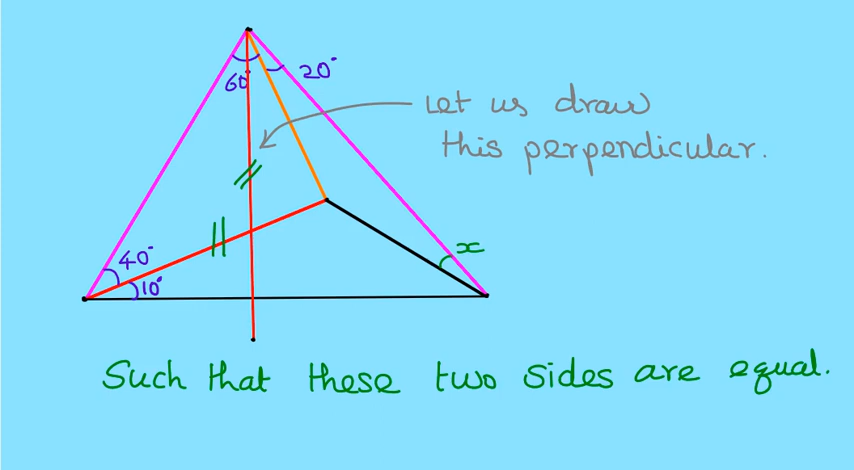 60° 20°
Let us draw
this perpendicular.
40°
10°
x
Such that these two sides are equal.